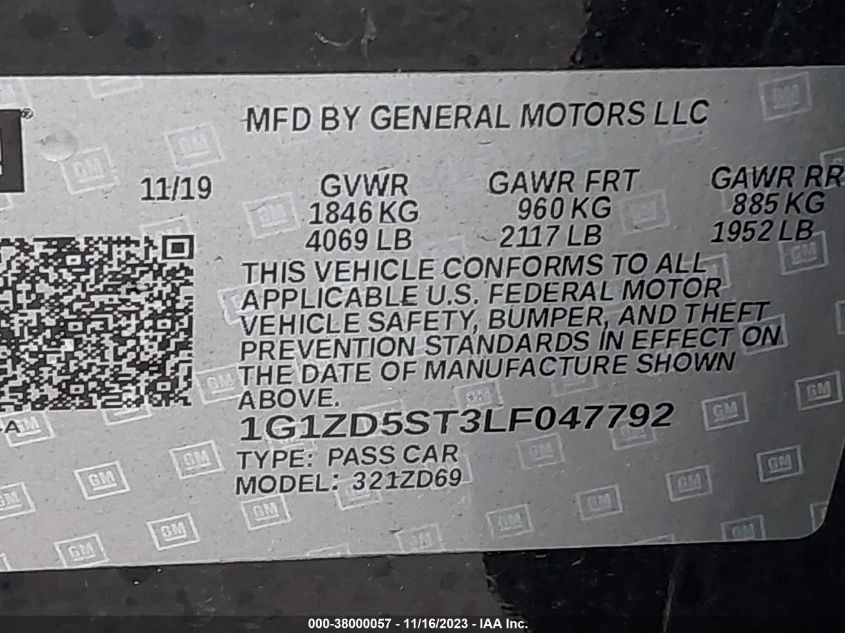 MFD BY GENERAL MOTORS LLC
11/19 GVWR GAWR FRT GAWR RR
1846 KG 960 KG 885 KG
4069 LB 2117 LB 1952 LB
THIS VEHICLE CONFORMS TO ALL
APPLICABLE U.S. FEDERAL MOTOR
VEHICLE SAFETY, BUMPER, AND THEFT
PREVENTION STANDARDS IN EFFECT ON
THE DATE OF MANUFACTURE SHOWN
ABOVE.
1G1ZD5ST3LF047792
TYPE: PASS CAR
MODEL: 321ZD69
GM
000-38000057 - 11/16/2023 - IAA Inc.